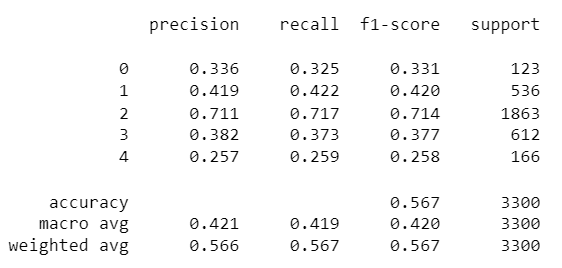 precision recall f1-score support
0 0.336 0.325 0.331 123
1 0.419 0.422 0.420 536
2 0.711 0.717 0.714 1863
3 0.382 0.373 0.377 612
4 0.257 0.259 0.258 166
accuracy 0.567 3300
macro avg 0.421 0.419 0.420 3300
weighted avg 0.566 0.567 0.567 3300